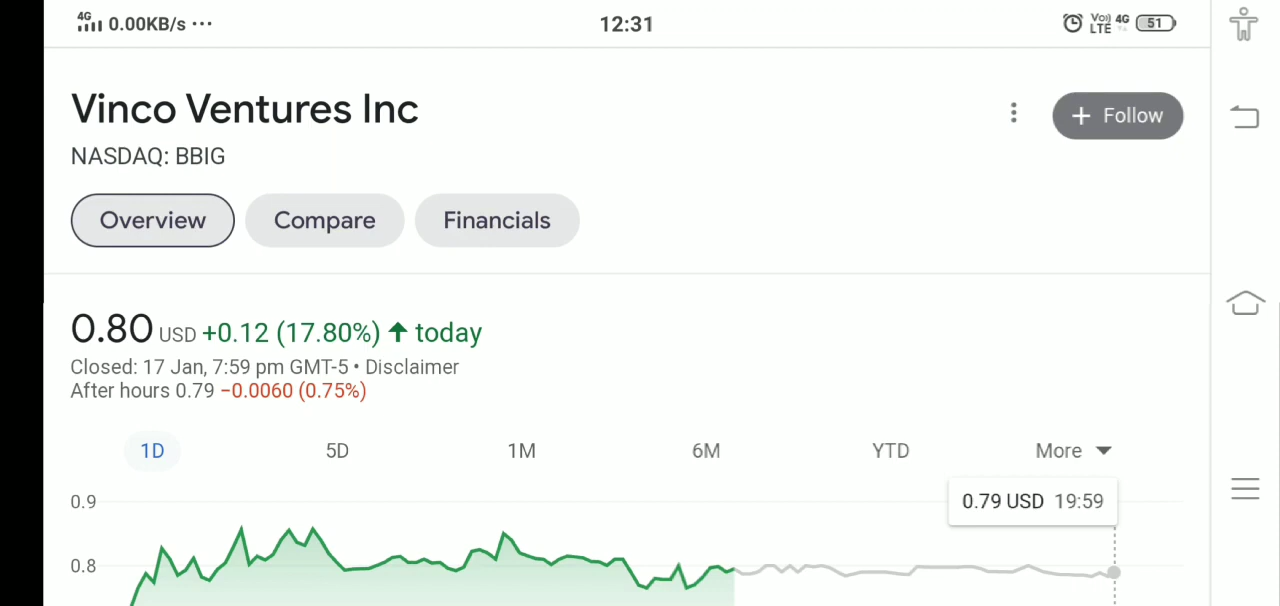 4G 0.00KB/s ··· 12:31 Vo)) LTE 4G 51
Vinco Ventures Inc
+ Follow
NASDAQ: BBIG
Overview Compare Financials
0.80 USD +0.12 (17.80%) ↑ today
Closed: 17 Jan, 7:59 pm GMT-5 • Disclaimer
After hours 0.79 −0.0060 (0.75%)
1D 5D 1M 6M YTD More
0.9
0.79 USD 19:59
0.8